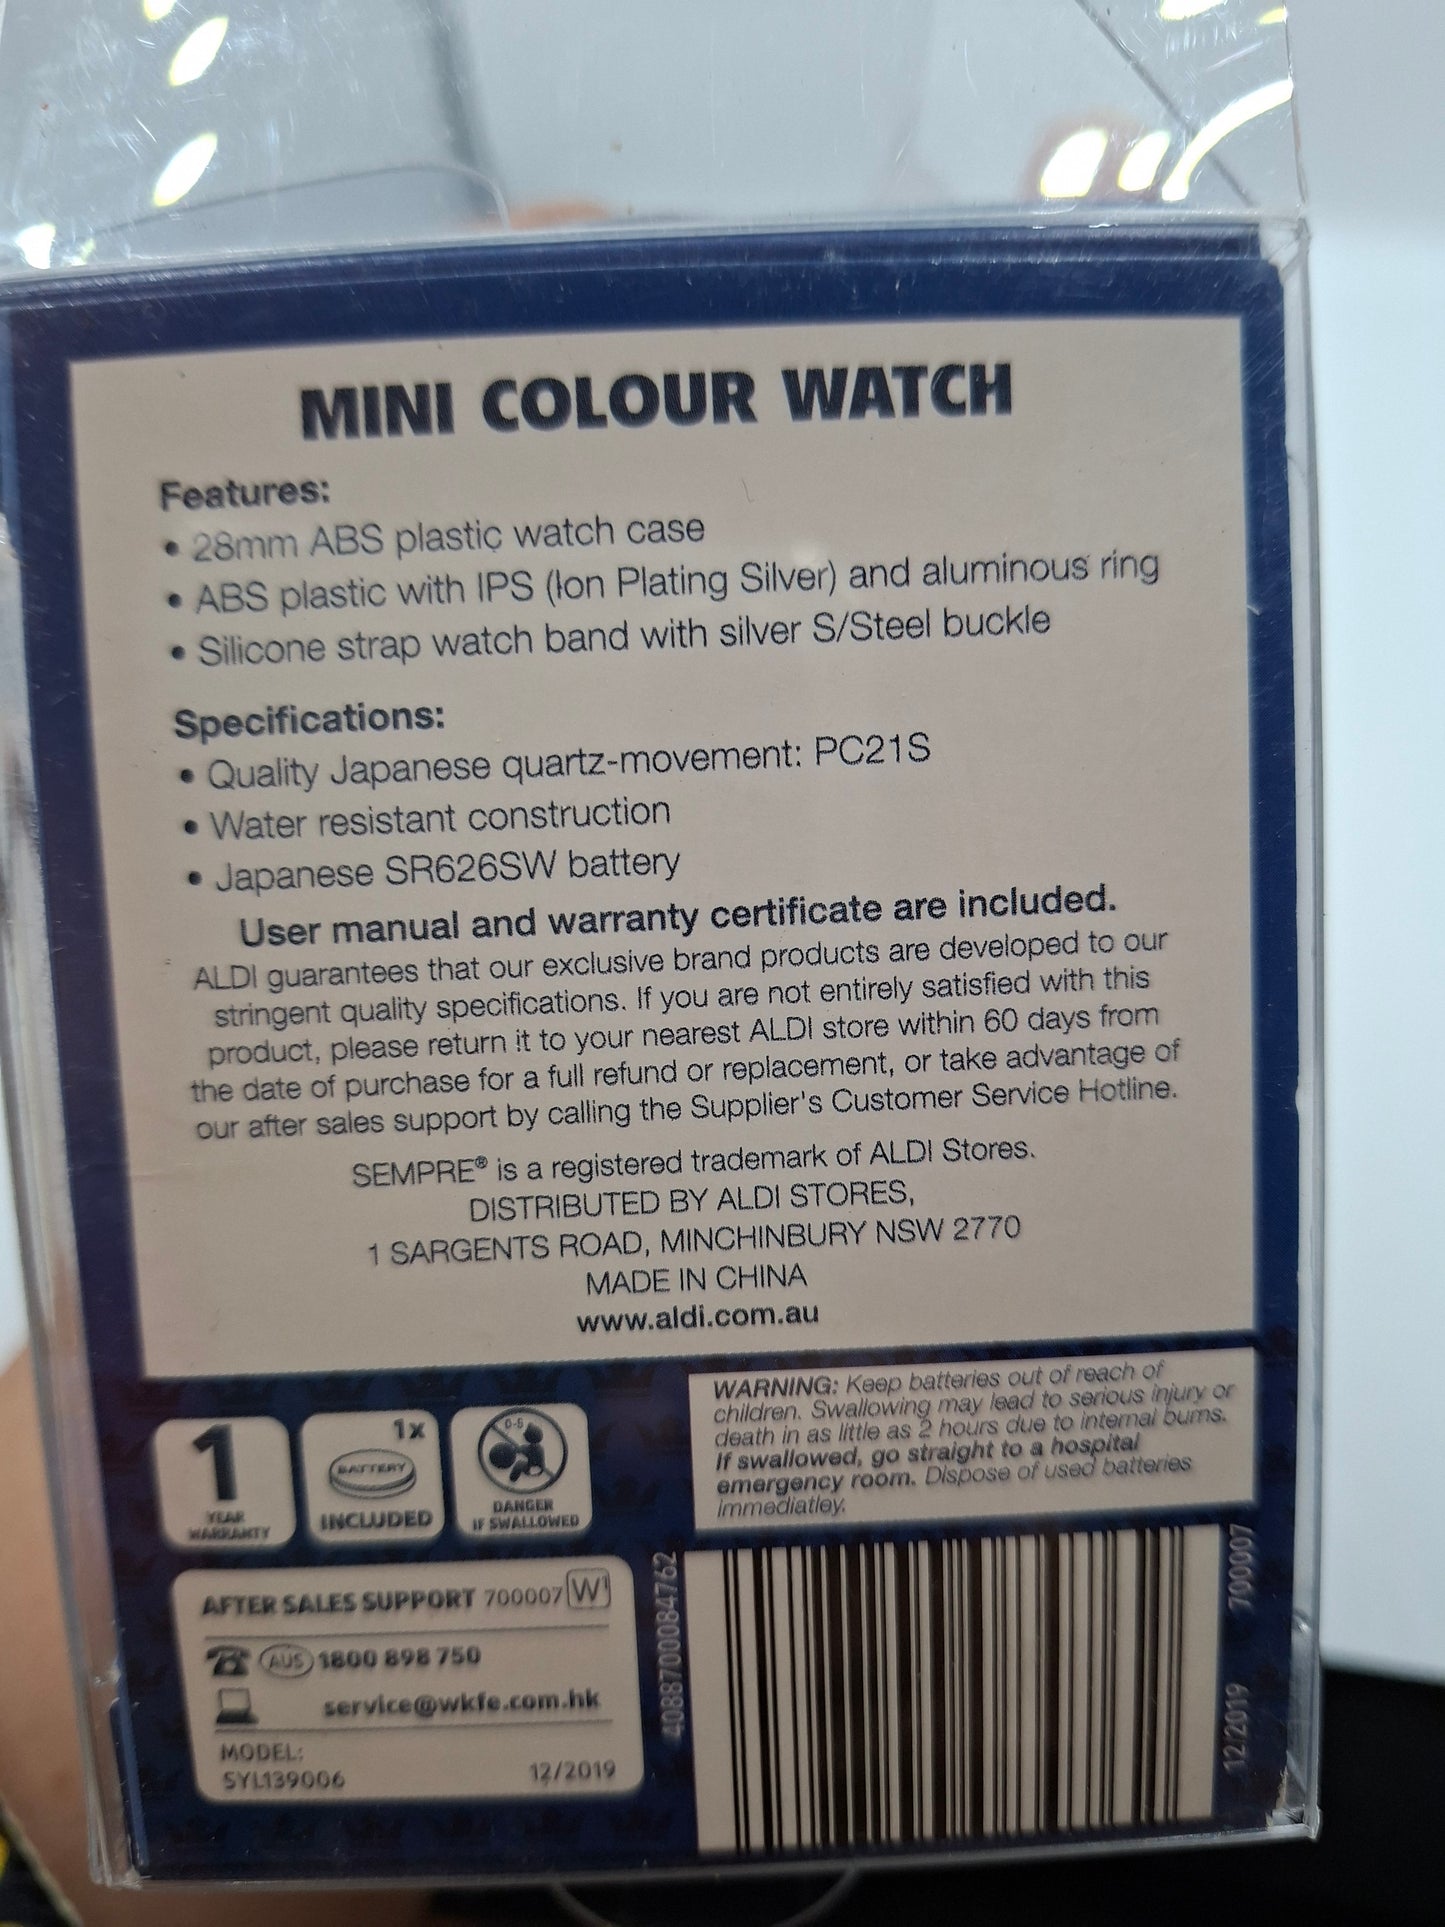 MINI COLOUR WATCH
Features:
• 28mm ABS plastic watch case
• ABS plastic with IPS (Ion Plating Silver) and aluminous ring
• Silicone strap watch band with silver S/Steel buckle
Specifications:
• Quality Japanese quartz-movement: PC21S
• Water resistant construction
• Japanese SR626SW battery
User manual and warranty certificate are included.
ALDI guarantees that our exclusive brand products are developed to our
stringent quality specifications. If you are not entirely satisfied with this
product, please return it to your nearest ALDI store within 60 days from
the date of purchase for a full refund or replacement, or take advantage of
our after sales support by calling the Supplier's Customer Service Hotline.
SEMPRE® is a registered trademark of ALDI Stores.
DISTRIBUTED BY ALDI STORES,
1 SARGENTS ROAD, MINCHINBURY NSW 2770
MADE IN CHINA
www.aldi.com.au
1
YEAR
WARRANTY
1x
BATTERY
INCLUDED
DANGER
IF SWALLOWED
WARNING: Keep batteries out of reach of
children. Swallowing may lead to serious injury or
death in as little as 2 hours due to internal burns.
If swallowed, go straight to a hospital
emergency room. Dispose of used batteries
immediatley.
AFTER SALES SUPPORT 700007 W1
AUS 1800 898 750
service@wkfe.com.hk
MODEL:
SYL139006
12/2019
4088700084762
12/2019 700007